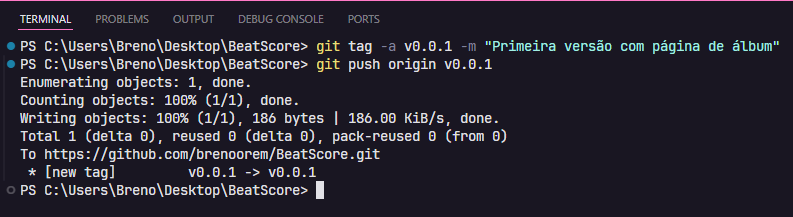 TERMINAL PROBLEMS OUTPUT DEBUG CONSOLE PORTS
PS C:\Users\Breno\Desktop\BeatScore> git tag -a v0.0.1 -m "Primeira versão com página de álbum"
PS C:\Users\Breno\Desktop\BeatScore> git push origin v0.0.1
Enumerating objects: 1, done.
Counting objects: 100% (1/1), done.
Writing objects: 100% (1/1), 186 bytes | 186.00 KiB/s, done.
Total 1 (delta 0), reused 0 (delta 0), pack-reused 0 (from 0)
To https://github.com/brenoorem/BeatScore.git
 * [new tag]         v0.0.1 -> v0.0.1
PS C:\Users\Breno\Desktop\BeatScore>